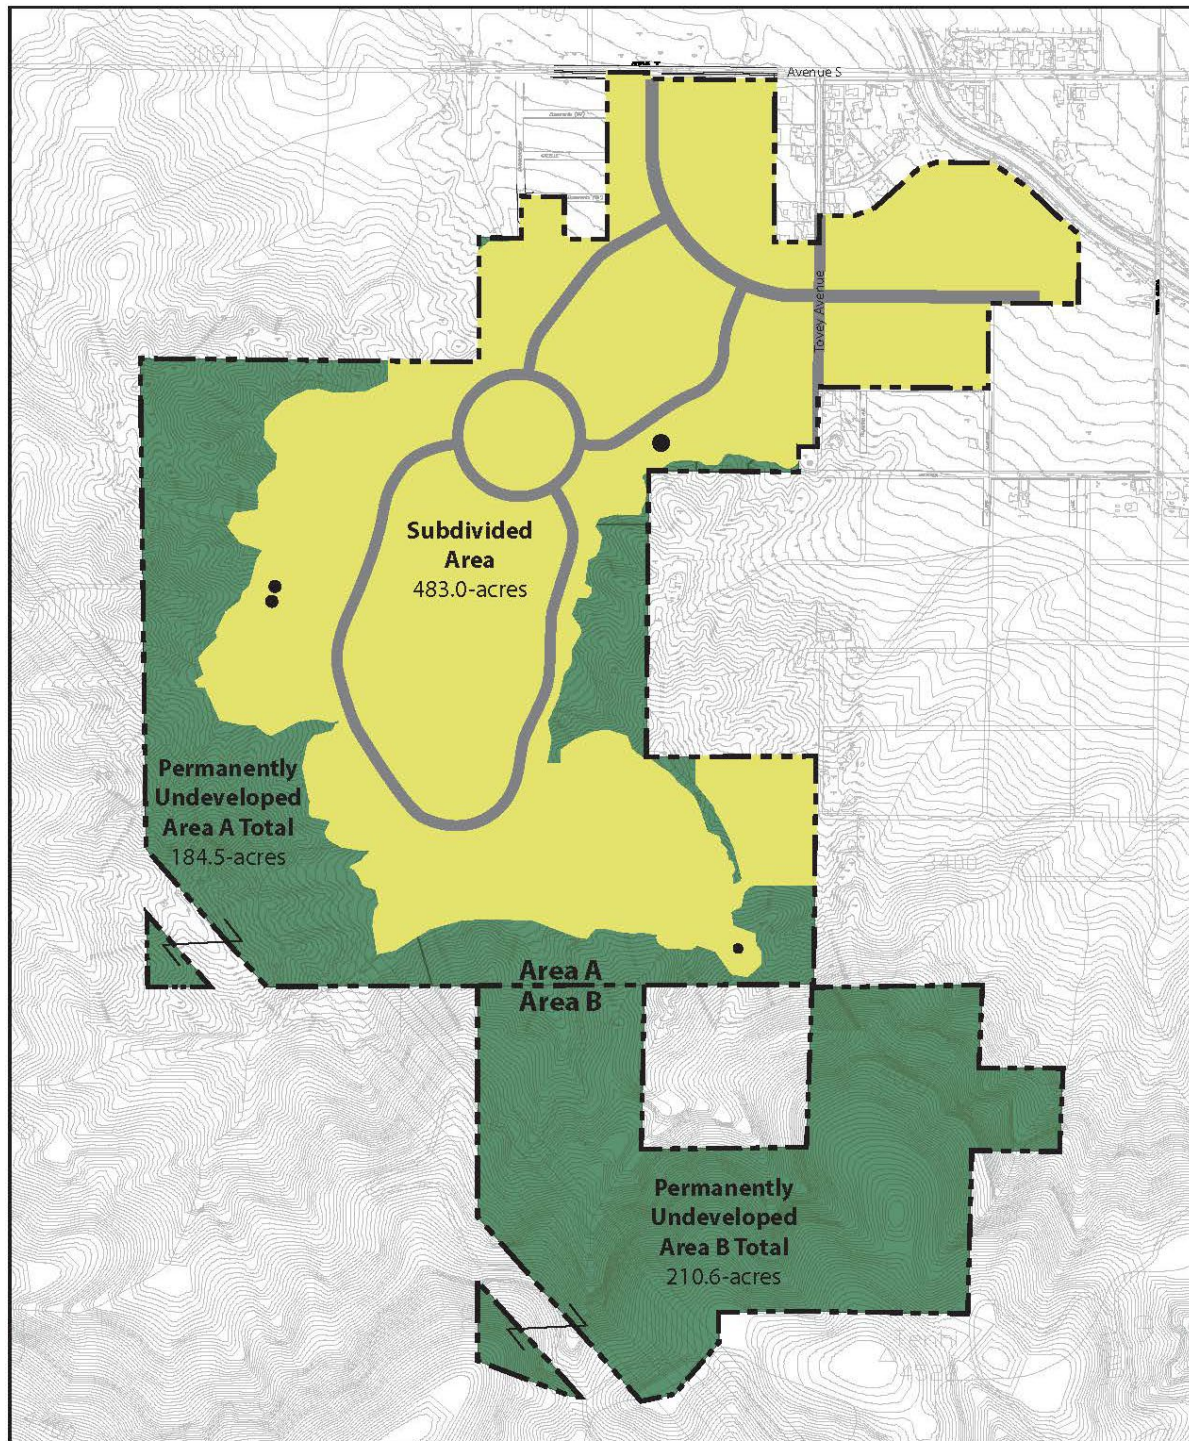 Avenue S
Tovey Avenue
Subdivided
Area
483.0-acres
Permanently
Undeveloped
Area A Total
184.5-acres
Area A
Area B
Permanently
Undeveloped
Area B Total
210.6-acres